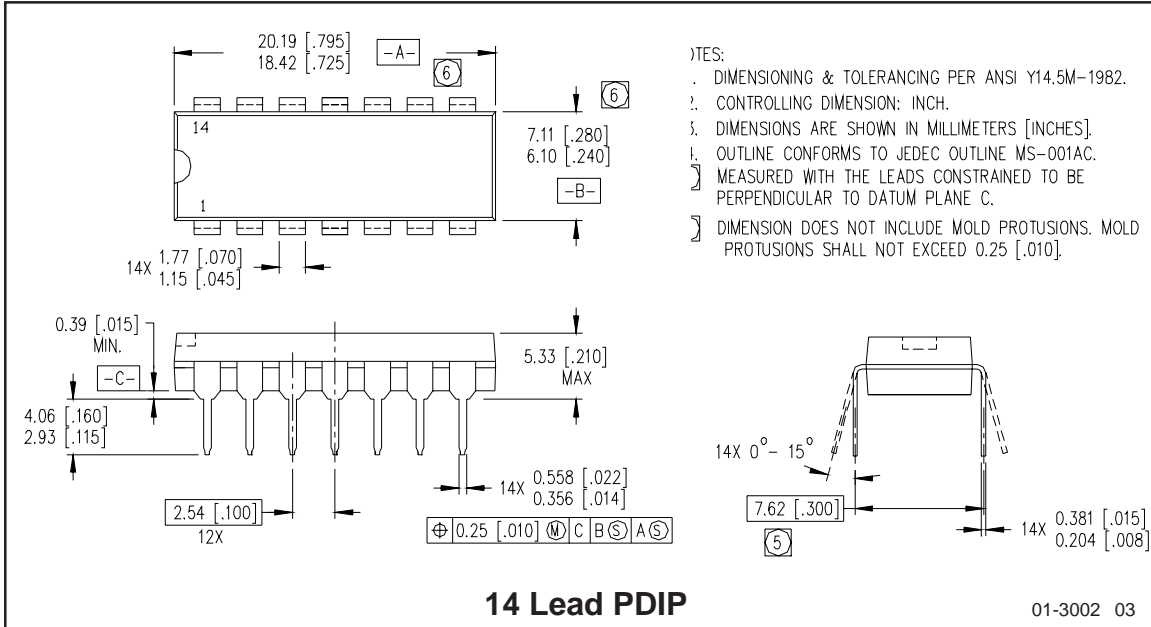 20.19 [.795]
18.42 [.725]
-A-
6
6
14
1
7.11 [.280]
6.10 [.240]
-B-
14X 1.77 [.070]
1.15 [.045]
OTES:
. DIMENSIONING & TOLERANCING PER ANSI Y14.5M-1982.
2. CONTROLLING DIMENSION: INCH.
3. DIMENSIONS ARE SHOWN IN MILLIMETERS [INCHES].
4. OUTLINE CONFORMS TO JEDEC OUTLINE MS-001AC.
MEASURED WITH THE LEADS CONSTRAINED TO BE
PERPENDICULAR TO DATUM PLANE C.
DIMENSION DOES NOT INCLUDE MOLD PROTUSIONS. MOLD
PROTUSIONS SHALL NOT EXCEED 0.25 [.010].
0.39 [.015]
MIN.
-C-
4.06 [.160]
2.93 [.115]
5.33 [.210]
MAX
2.54 [.100]
12X
14X 0.558 [.022]
0.356 [.014]
⌖ 0.25 [.010] Ⓜ C B Ⓢ A Ⓢ
14X 0°- 15°
7.62 [.300]
5
14X 0.381 [.015]
0.204 [.008]
14 Lead PDIP
01-3002 03